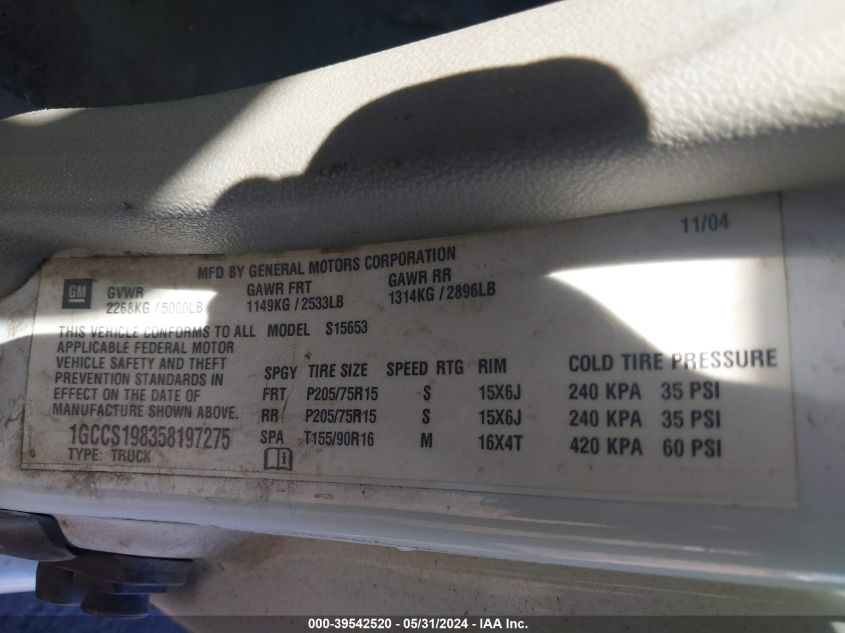 11/04
MFD BY GENERAL MOTORS CORPORATION
GM
GVWR GAWR FRT GAWR RR
2268KG / 5000LB 1149KG / 2533LB 1314KG / 2896LB
THIS VEHICLE CONFORMS TO ALL MODEL S15653
APPLICABLE FEDERAL MOTOR
VEHICLE SAFETY AND THEFT
PREVENTION STANDARDS IN
EFFECT ON THE DATE OF
MANUFACTURE SHOWN ABOVE.
1GCCS198358197275
TYPE: TRUCK
SPGY TIRE SIZE SPEED RTG RIM COLD TIRE PRESSURE
FRT P205/75R15 S 15X6J 240 KPA 35 PSI
RR P205/75R15 S 15X6J 240 KPA 35 PSI
SPA T155/90R16 M 16X4T 420 KPA 60 PSI
000-39542520 - 05/31/2024 - IAA Inc.